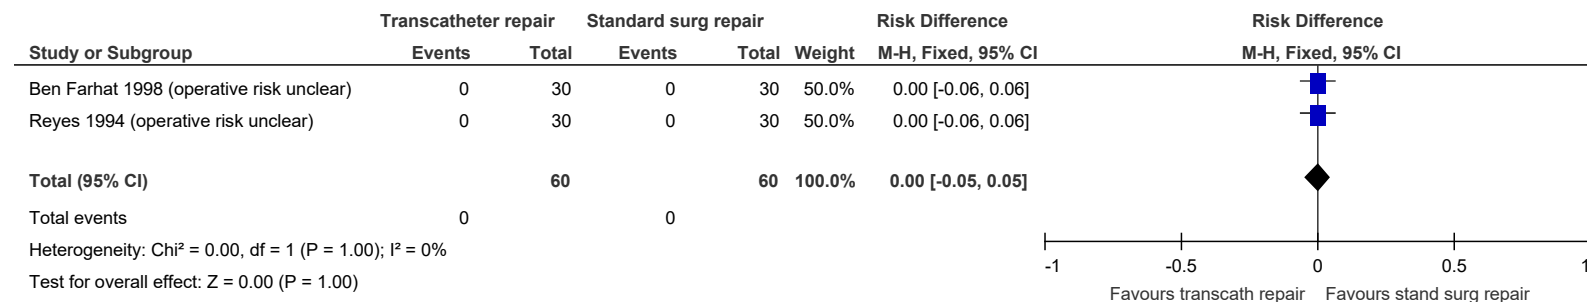 Transcatheter repair Standard surg repair Risk Difference Risk Difference
Study or Subgroup Events Total Events Total Weight M-H, Fixed, 95% CI M-H, Fixed, 95% CI
Ben Farhat 1998 (operative risk unclear) 0 30 0 30 50.0% 0.00 [-0.06, 0.06]
Reyes 1994 (operative risk unclear) 0 30 0 30 50.0% 0.00 [-0.06, 0.06]
Total (95% CI) 60 60 100.0% 0.00 [-0.05, 0.05]
Total events 0 0
Heterogeneity: Chi² = 0.00, df = 1 (P = 1.00); I² = 0%
Test for overall effect: Z = 0.00 (P = 1.00)
-1 -0.5 0 0.5 1
Favours transcath repair Favours stand surg repair